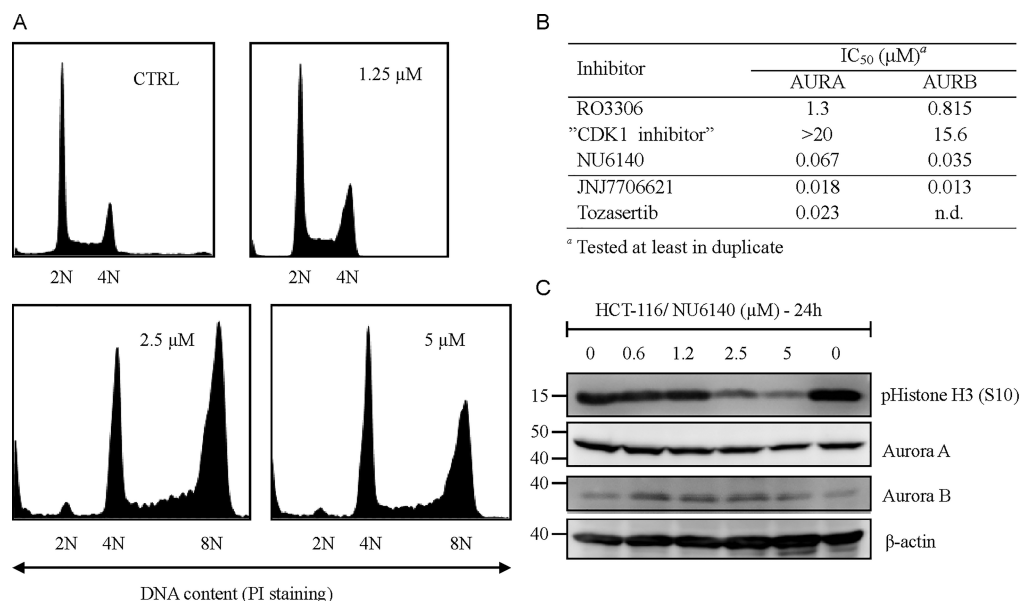 A
CTRL
2N 4N
1.25 µM
2N 4N
2.5 µM
2N 4N 8N
5 µM
2N 4N 8N
DNA content (PI staining)
B
Inhibitor
IC50 (µM)a
AURA AURB
RO3306 1.3 0.815
”CDK1 inhibitor” >20 15.6
NU6140 0.067 0.035
JNJ7706621 0.018 0.013
Tozasertib 0.023 n.d.
a Tested at least in duplicate
C
HCT-116/ NU6140 (µM) - 24h
0 0.6 1.2 2.5 5 0
15 pHistone H3 (S10)
50
40 Aurora A
40 Aurora B
40 β-actin